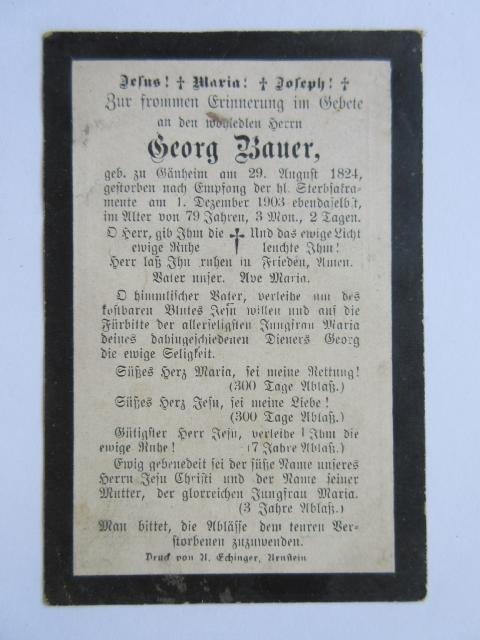 Jesus! † Maria! † Joseph! †
Zur frommen Erinnerung im Gebete
an den wohledlen Herrn
Georg Bauer,
geb. zu Gänheim am 29. August 1824,
gestorben nach Empfang der hl. Sterbsakra-
mente am 1. Dezember 1903 ebendaselbst,
im Alter von 79 Jahren, 3 Mon., 2 Tagen.
O Herr, gib Ihm die † Und das ewige Licht
ewige Ruhe leuchte Ihm!
Herr laß Ihn ruhen in Frieden, Amen.
Vater unser. Ave Maria.
O himmlischer Vater, verleihe um des
kostbaren Blutes Jesu willen und auf die
Fürbitte der allerseligsten Jungfrau Maria
deines dahingeschiedenen Dieners Georg
die ewige Seligkeit.
Süßes Herz Maria, sei meine Rettung!
(300 Tage Ablaß.)
Süßes Herz Jesu, sei meine Liebe!
(300 Tage Ablaß.)
Gütigster Herr Jesu, verleihe Ihm die
ewige Ruhe! (7 Jahre Ablaß.)
Ewig gebenedeit sei der süße Name unseres
Herrn Jesu Christi und der Name seiner
Mutter, der glorreichen Jungfrau Maria.
(3 Jahre Ablaß.)
Man bittet, die Ablässe dem teuren Ver-
storbenen zuzuwenden.
Druck von A. Echinger, Arnstein